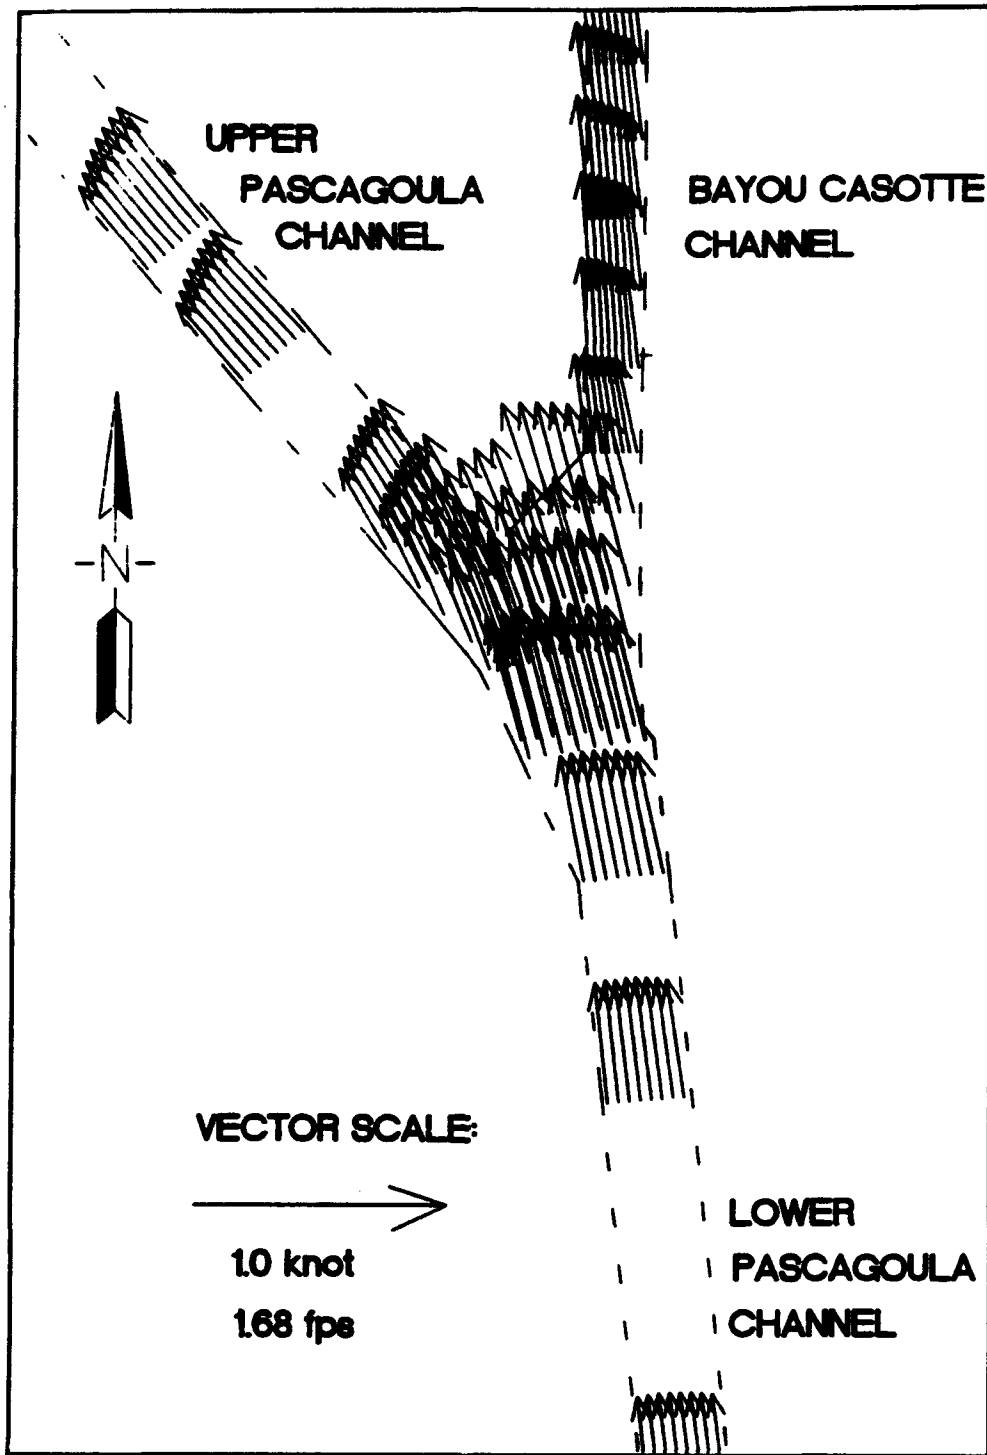 UPPER
PASCAGOULA
CHANNEL
BAYOU CASOTTE
CHANNEL
N
VECTOR SCALE:
1.0 knot
1.68 fps
LOWER
PASCAGOULA
CHANNEL